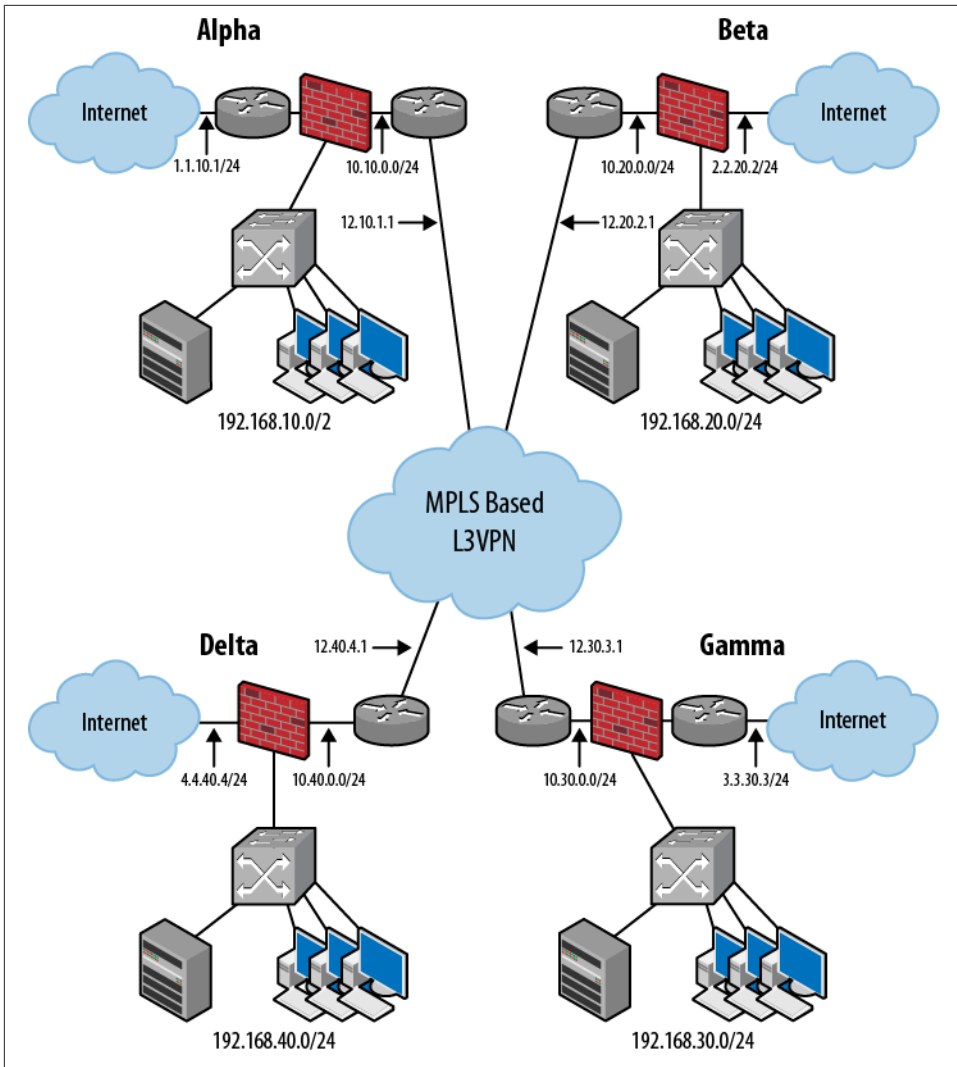 Alpha
Beta
Internet
Internet
1.1.10.1/24
10.10.0.0/24
10.20.0.0/24
2.2.20.2/24
12.10.1.1
12.20.2.1
192.168.10.0/2
192.168.20.0/24
MPLS Based
L3VPN
Delta
12.40.4.1
12.30.3.1
Gamma
Internet
Internet
4.4.40.4/24
10.40.0.0/24
10.30.0.0/24
3.3.30.3/24
192.168.40.0/24
192.168.30.0/24